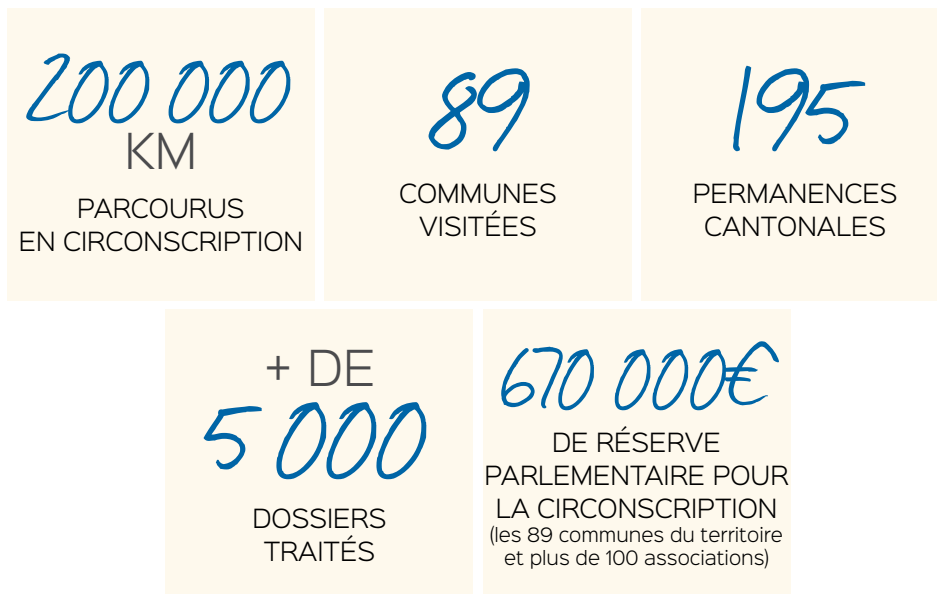 200 000
KM
PARCOURUS
EN CIRCONSCRIPTION
89
COMMUNES
VISITÉES
195
PERMANENCES
CANTONALES
+ DE
5 000
DOSSIERS
TRAITÉS
670 000€
DE RÉSERVE
PARLEMENTAIRE POUR
LA CIRCONSCRIPTION
(les 89 communes du territoire
et plus de 100 associations)